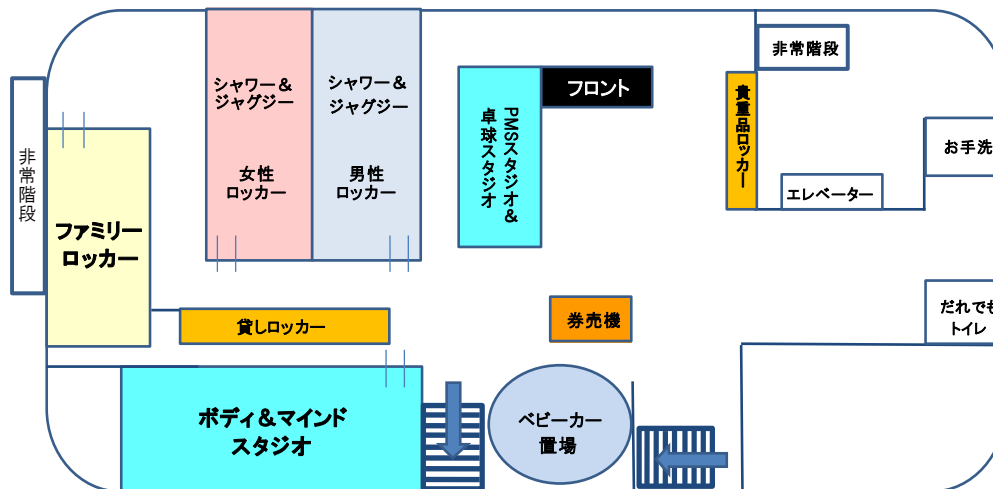 非常階段
シャワー＆
ジャグジー
女性
ロッカー
シャワー＆
ジャグジー
男性
ロッカー
PMSスタジオ＆
卓球スタジオ
フロント
貴重品ロッカー
非常階段
エレベーター
お手洗
ファミリー
ロッカー
貸しロッカー
券売機
だれでも
トイレ
ボディ＆マインド
スタジオ
ベビーカー
置場